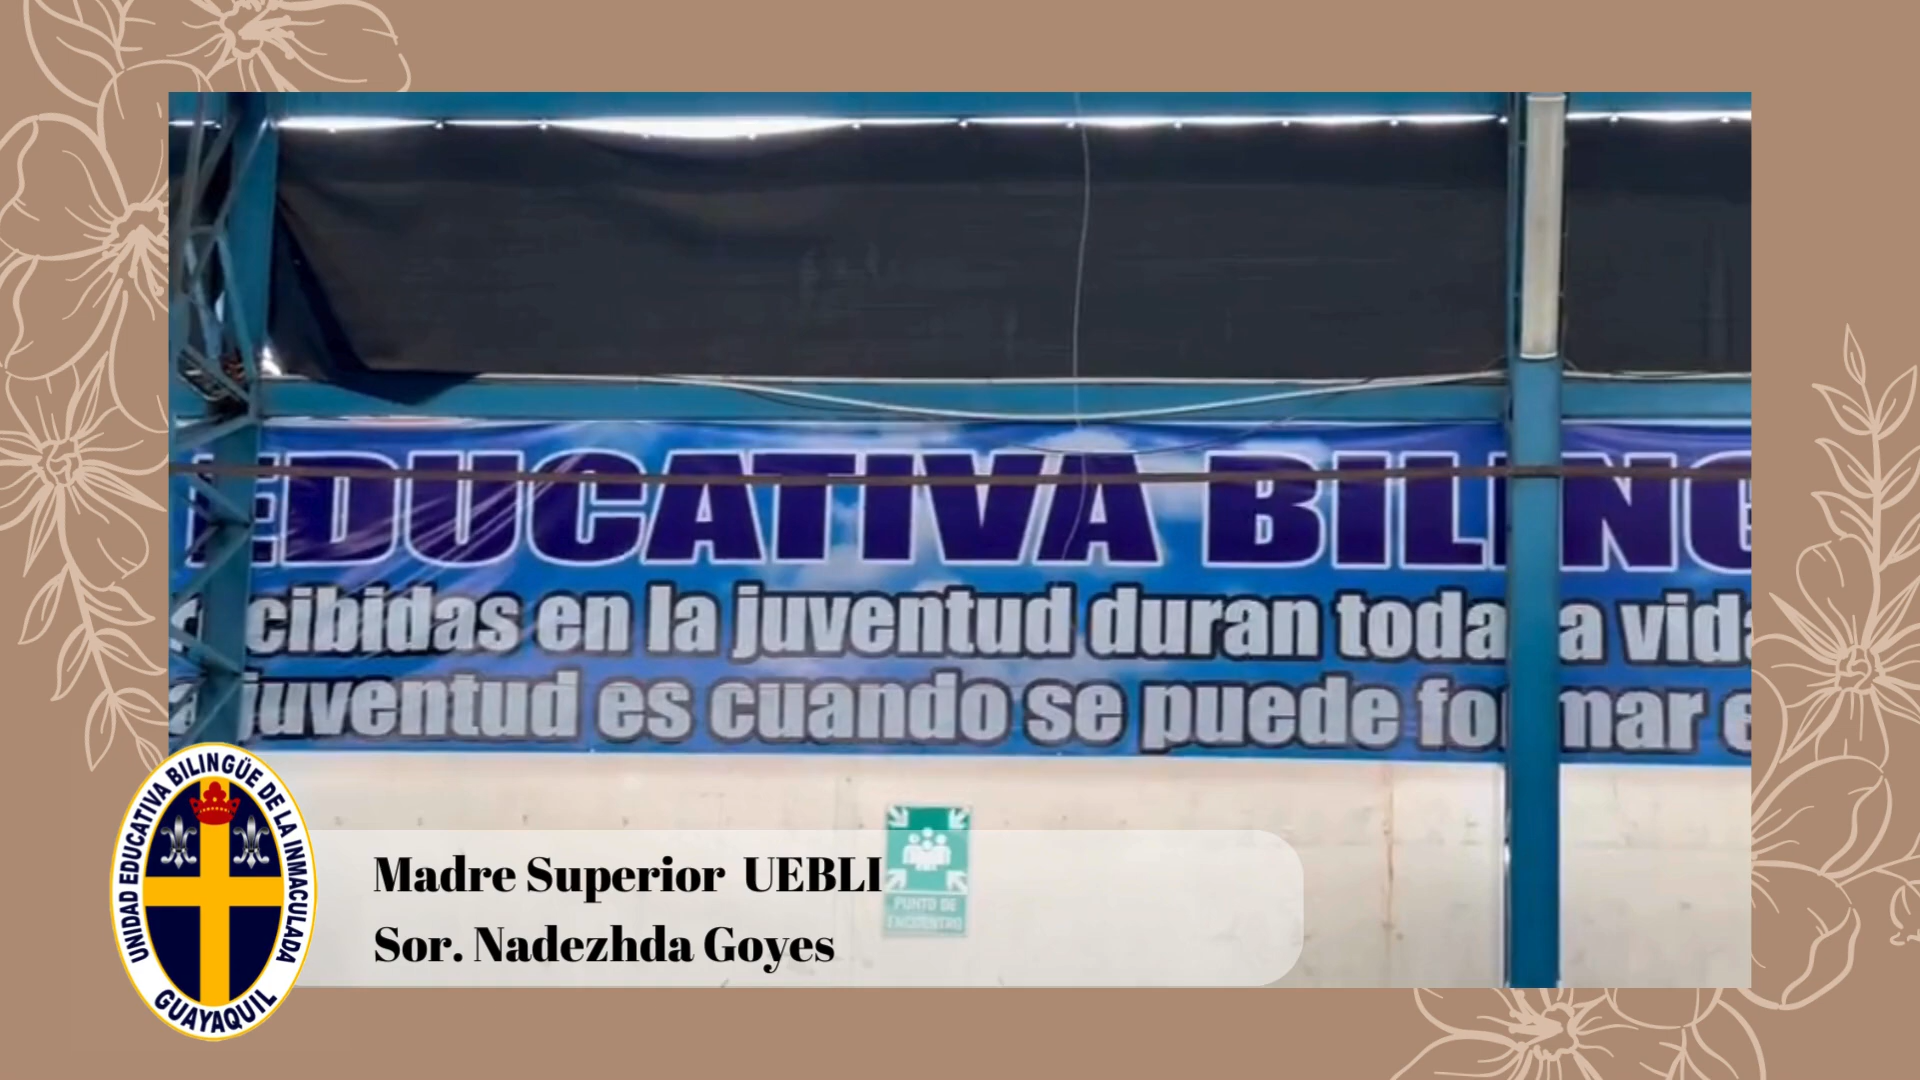 EDUCATIVA BILING
cibidas en la juventud duran toda a vida
juventud es cuando se puede formar e
UNIDAD EDUCATIVA BILINGÜE DE LA INMACULADA
GUAYAQUIL
Madre Superior UEBLI
Sor. Nadezhda Goyes
PUNTO DE
ENCUENTRO